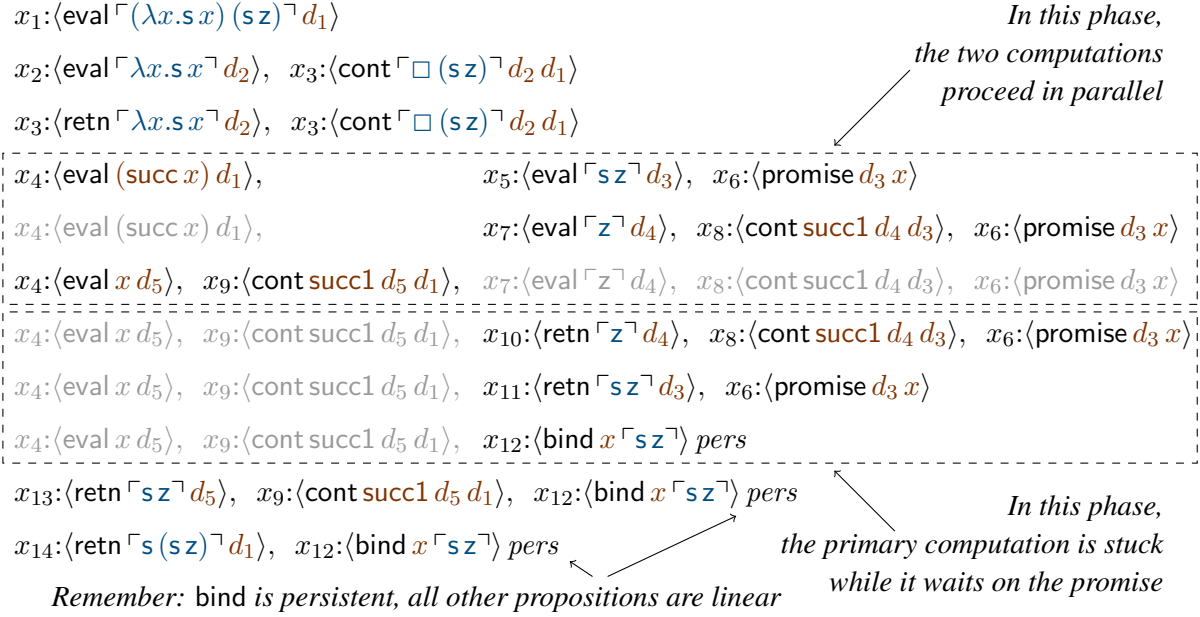 x₁:⟨eval ⌜(λx.s x) (s z)⌝ d₁⟩
In this phase,
x₂:⟨eval ⌜λx.s x⌝ d₂⟩, x₃:⟨cont ⌜□ (s z)⌝ d₂ d₁⟩
the two computations
proceed in parallel
x₃:⟨retn ⌜λx.s x⌝ d₂⟩, x₃:⟨cont ⌜□ (s z)⌝ d₂ d₁⟩
x₄:⟨eval (succ x) d₁⟩, x₅:⟨eval ⌜s z⌝ d₃⟩, x₆:⟨promise d₃ x⟩
x₄:⟨eval (succ x) d₁⟩, x₇:⟨eval ⌜z⌝ d₄⟩, x₈:⟨cont succ1 d₄ d₃⟩, x₆:⟨promise d₃ x⟩
x₄:⟨eval x d₅⟩, x₉:⟨cont succ1 d₅ d₁⟩, x₇:⟨eval ⌜z⌝ d₄⟩, x₈:⟨cont succ1 d₄ d₃⟩, x₆:⟨promise d₃ x⟩
x₄:⟨eval x d₅⟩, x₉:⟨cont succ1 d₅ d₁⟩, x₁₀:⟨retn ⌜z⌝ d₄⟩, x₈:⟨cont succ1 d₄ d₃⟩, x₆:⟨promise d₃ x⟩
x₄:⟨eval x d₅⟩, x₉:⟨cont succ1 d₅ d₁⟩, x₁₁:⟨retn ⌜s z⌝ d₃⟩, x₆:⟨promise d₃ x⟩
x₄:⟨eval x d₅⟩, x₉:⟨cont succ1 d₅ d₁⟩, x₁₂:⟨bind x ⌜s z⌝⟩ pers
x₁₃:⟨retn ⌜s z⌝ d₅⟩, x₉:⟨cont succ1 d₅ d₁⟩, x₁₂:⟨bind x ⌜s z⌝⟩ pers
In this phase,
x₁₄:⟨retn ⌜s (s z)⌝ d₁⟩, x₁₂:⟨bind x ⌜s z⌝⟩ pers
the primary computation is stuck
while it waits on the promise
Remember: bind is persistent, all other propositions are linear